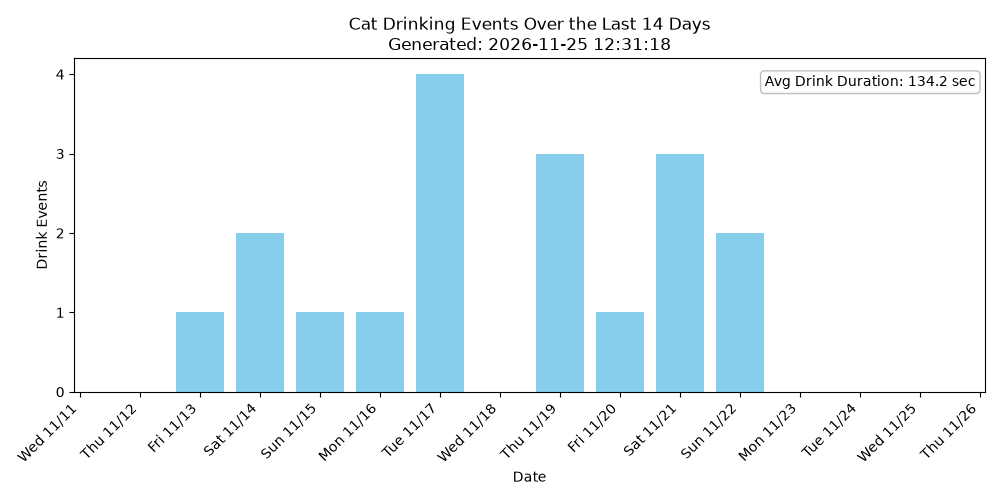 Cat Drinking Events Over the Last 14 Days
Generated: 2026-11-25 12:31:18
Avg Drink Duration: 134.2 sec
Drink Events
4
3
2
1
0
Wed 11/11
Thu 11/12
Fri 11/13
Sat 11/14
Sun 11/15
Mon 11/16
Tue 11/17
Wed 11/18
Thu 11/19
Fri 11/20
Sat 11/21
Sun 11/22
Mon 11/23
Tue 11/24
Wed 11/25
Thu 11/26
Date